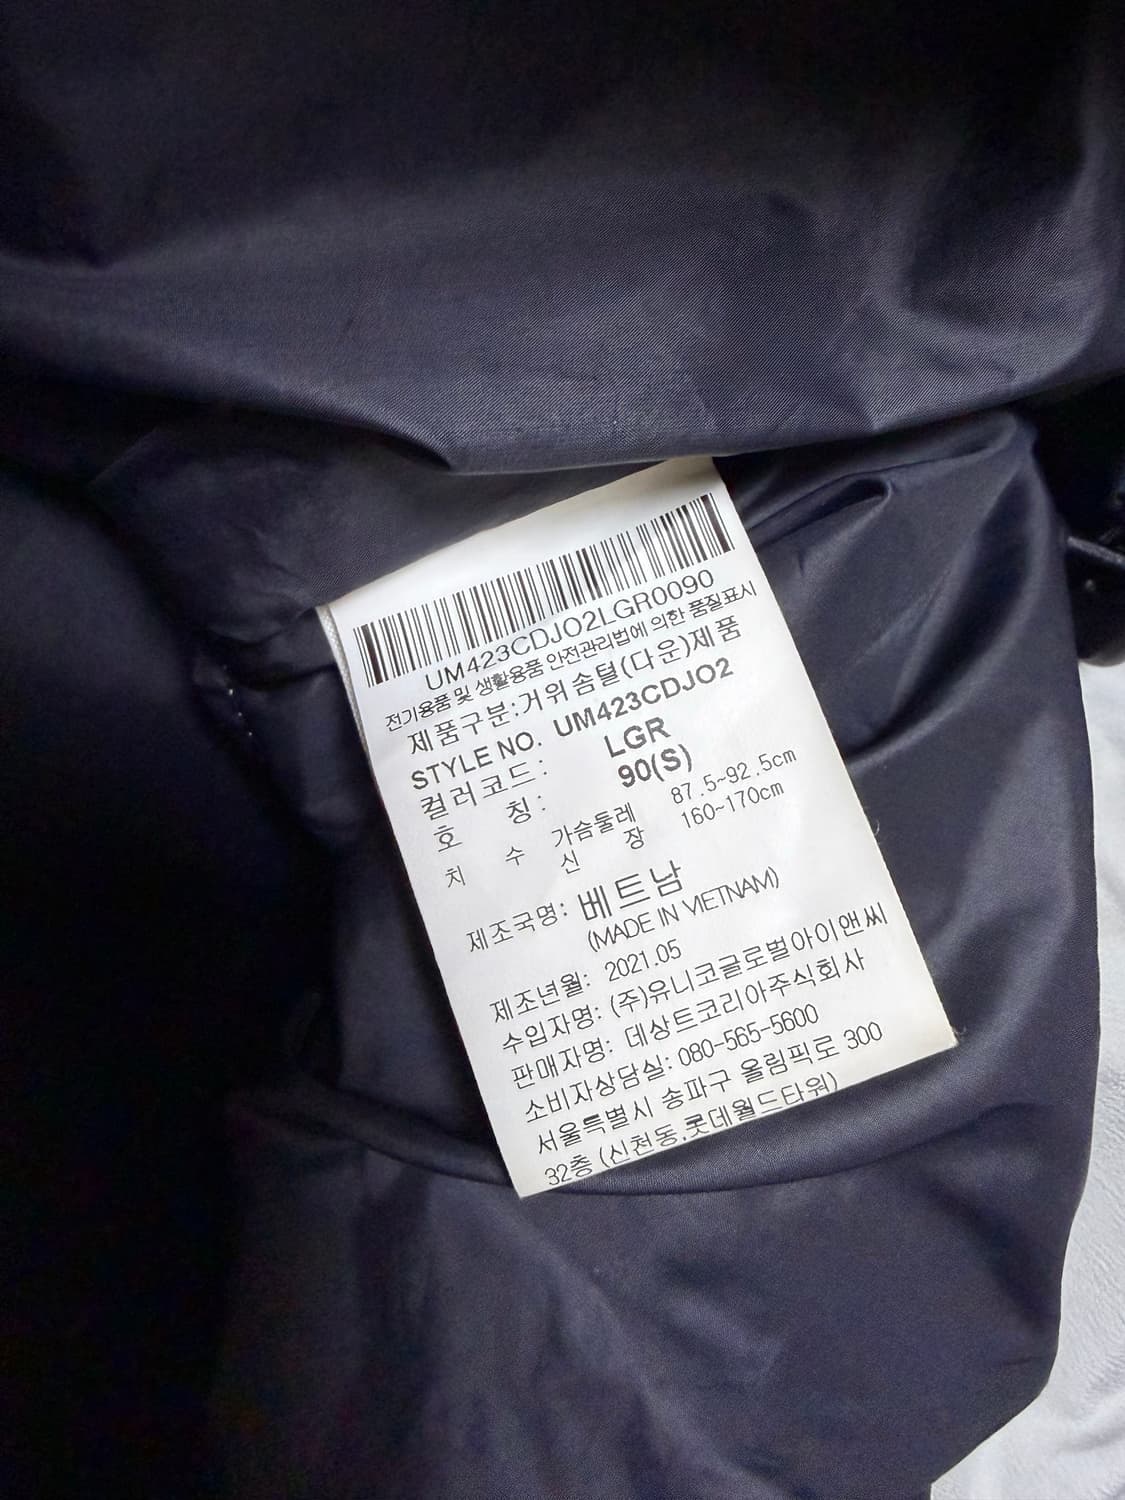 UM423CDJO2LGR0090
전기용품 및 생활용품 안전관리법에 의한 품질표시
제품구분:거위솜털(다운)제품
STYLE NO. UM423CDJO2
컬러코드: LGR
호 칭: 90(S)
치 수 가슴둘레 87.5~92.5cm
신 장 160~170cm
제조국명: 베트남
(MADE IN VIETNAM)
제조년월: 2021.05
수입자명: (주)유니코글로벌아이앤씨
판매자명: 데상트코리아주식회사
소비자상담실: 080-565-5600
서울특별시 송파구 올림픽로 300
32층 (신천동,롯데월드타워)